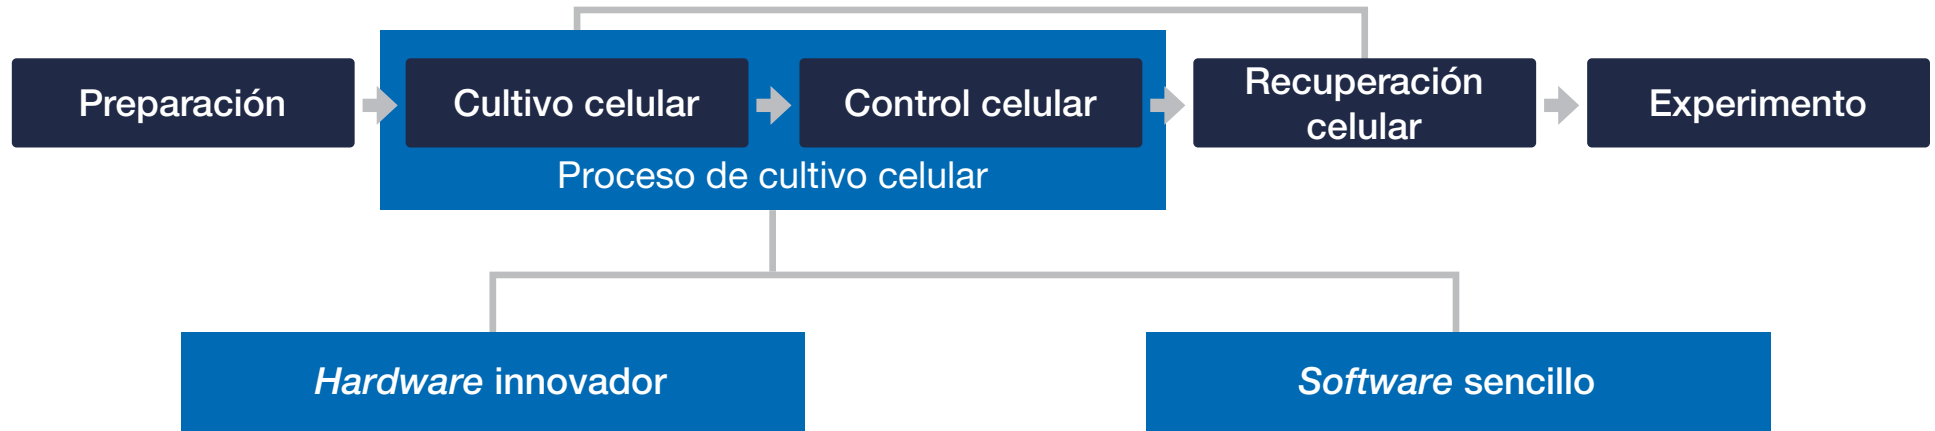 Preparación
Cultivo celular
Control celular
Recuperación
celular
Experimento
Proceso de cultivo celular
Hardware innovador
Software sencillo